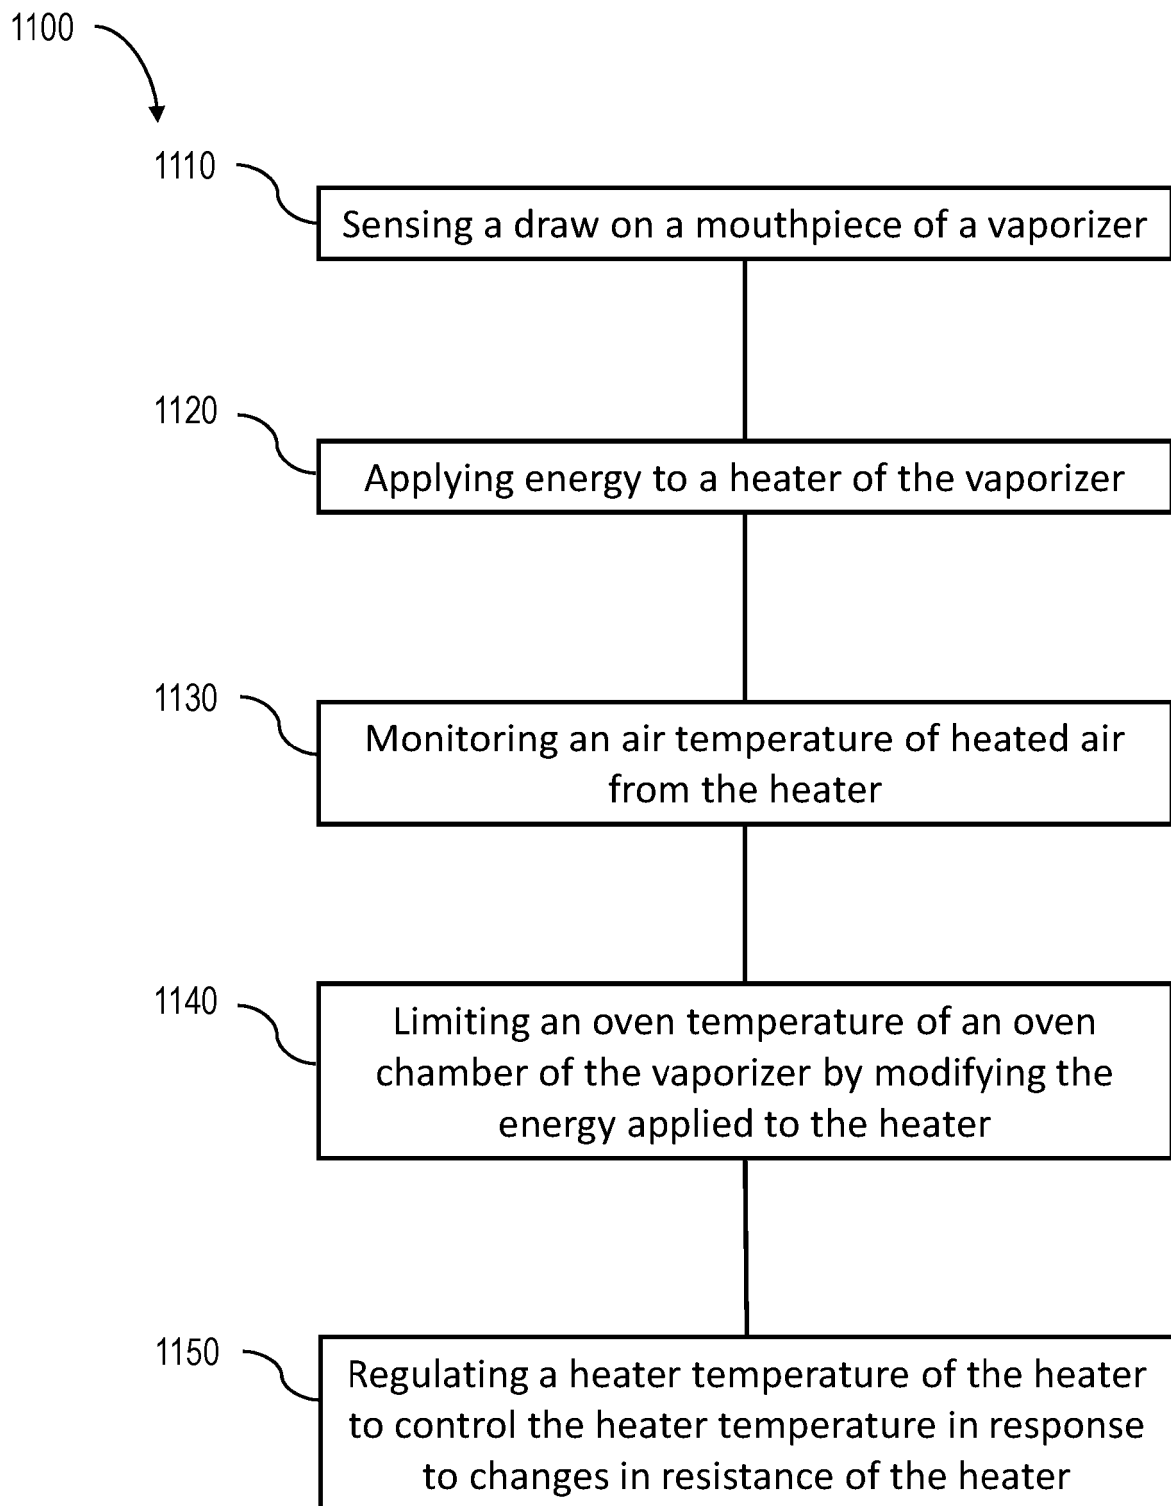 1100
1110
Sensing a draw on a mouthpiece of a vaporizer
1120
Applying energy to a heater of the vaporizer
1130
Monitoring an air temperature of heated air
from the heater
1140
Limiting an oven temperature of an oven
chamber of the vaporizer by modifying the
energy applied to the heater
1150
Regulating a heater temperature of the heater
to control the heater temperature in response
to changes in resistance of the heater